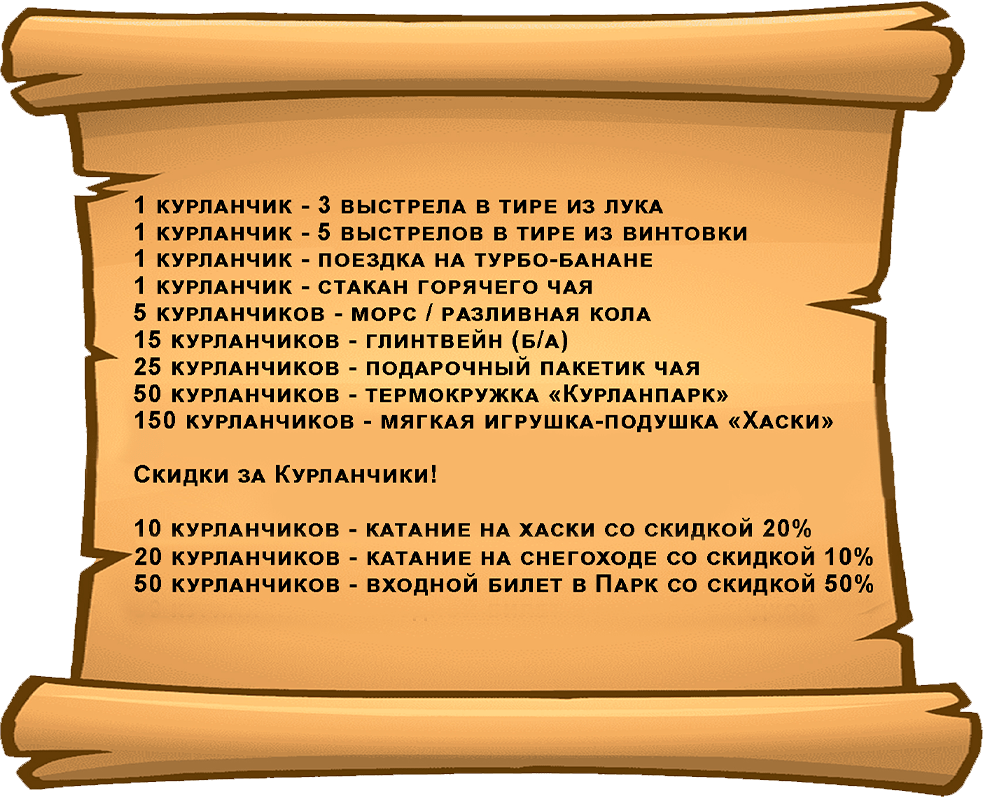 1 курланчик - 3 выстрела в тире из лука
1 курланчик - 5 выстрелов в тире из винтовки
1 курланчик - поездка на турбо-банане
1 курланчик - стакан горячего чая
5 курланчиков - морс / разливная кола
15 курланчиков - глинтвейн (б/а)
25 курланчиков - подарочный пакетик чая
50 курланчиков - термокружка «Курланпарк»
150 курланчиков - мягкая игрушка-подушка «Хаски»
Скидки за Курланчики!
10 курланчиков - катание на хаски со скидкой 20%
20 курланчиков - катание на снегоходе со скидкой 10%
50 курланчиков - входной билет в Парк со скидкой 50%